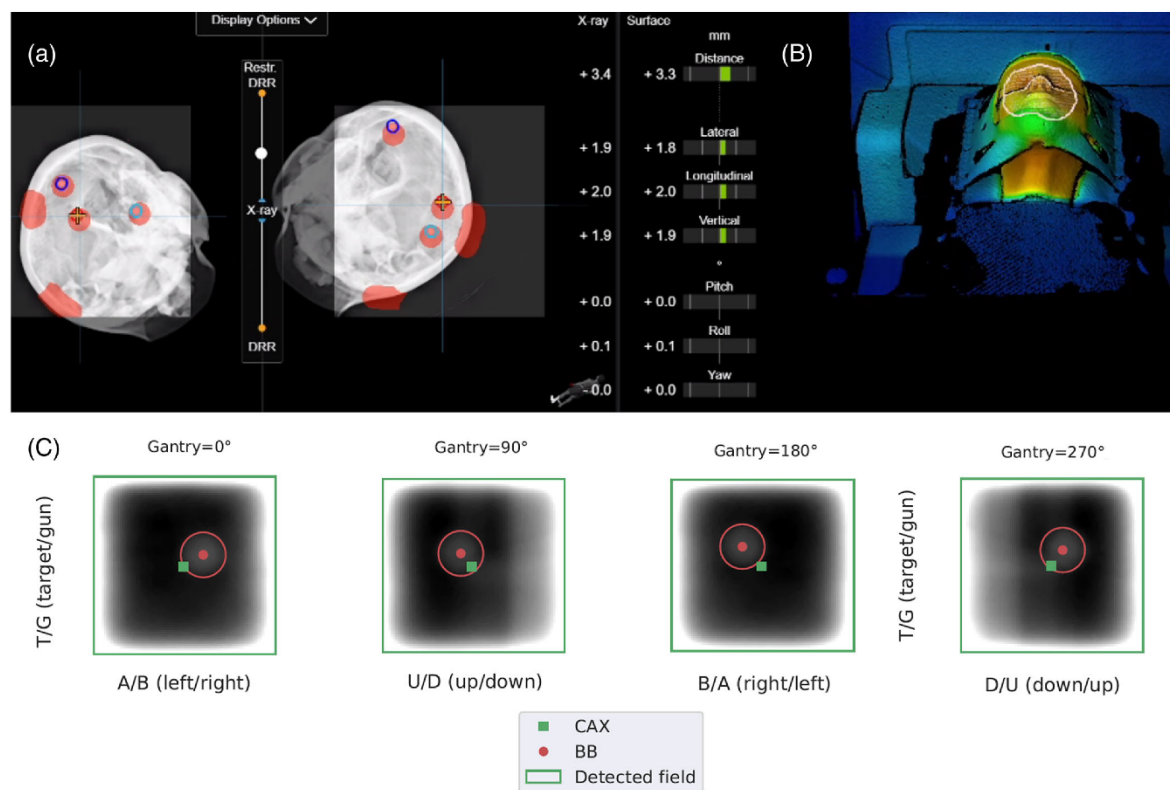 (a)
Display Options
X-ray
Surface
mm
(B)
Restr.
DRR
X-ray
DRR
Distance
+ 3.4
+ 3.3
Lateral
+ 1.9
+ 1.8
Longitudinal
+ 2.0
+ 2.0
Vertical
+ 1.9
+ 1.9
°
Pitch
+ 0.0
+ 0.0
Roll
+ 0.1
+ 0.1
Yaw
- 0.0
+ 0.0
(C)
Gantry=0°
Gantry=90°
Gantry=180°
Gantry=270°
T/G (target/gun)
T/G (target/gun)
A/B (left/right)
U/D (up/down)
B/A (right/left)
D/U (down/up)
CAX
BB
Detected field